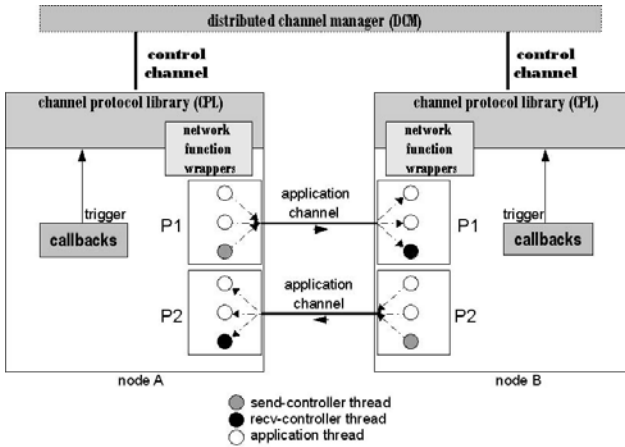 distributed channel manager (DCM)
control
channel
control
channel
channel protocol library (CPL)
channel protocol library (CPL)
network
function
wrappers
network
function
wrappers
application
channel
trigger
callbacks
P1
P1
trigger
callbacks
application
channel
P2
P2
node A
node B
send-controller thread
recv-controller thread
application thread